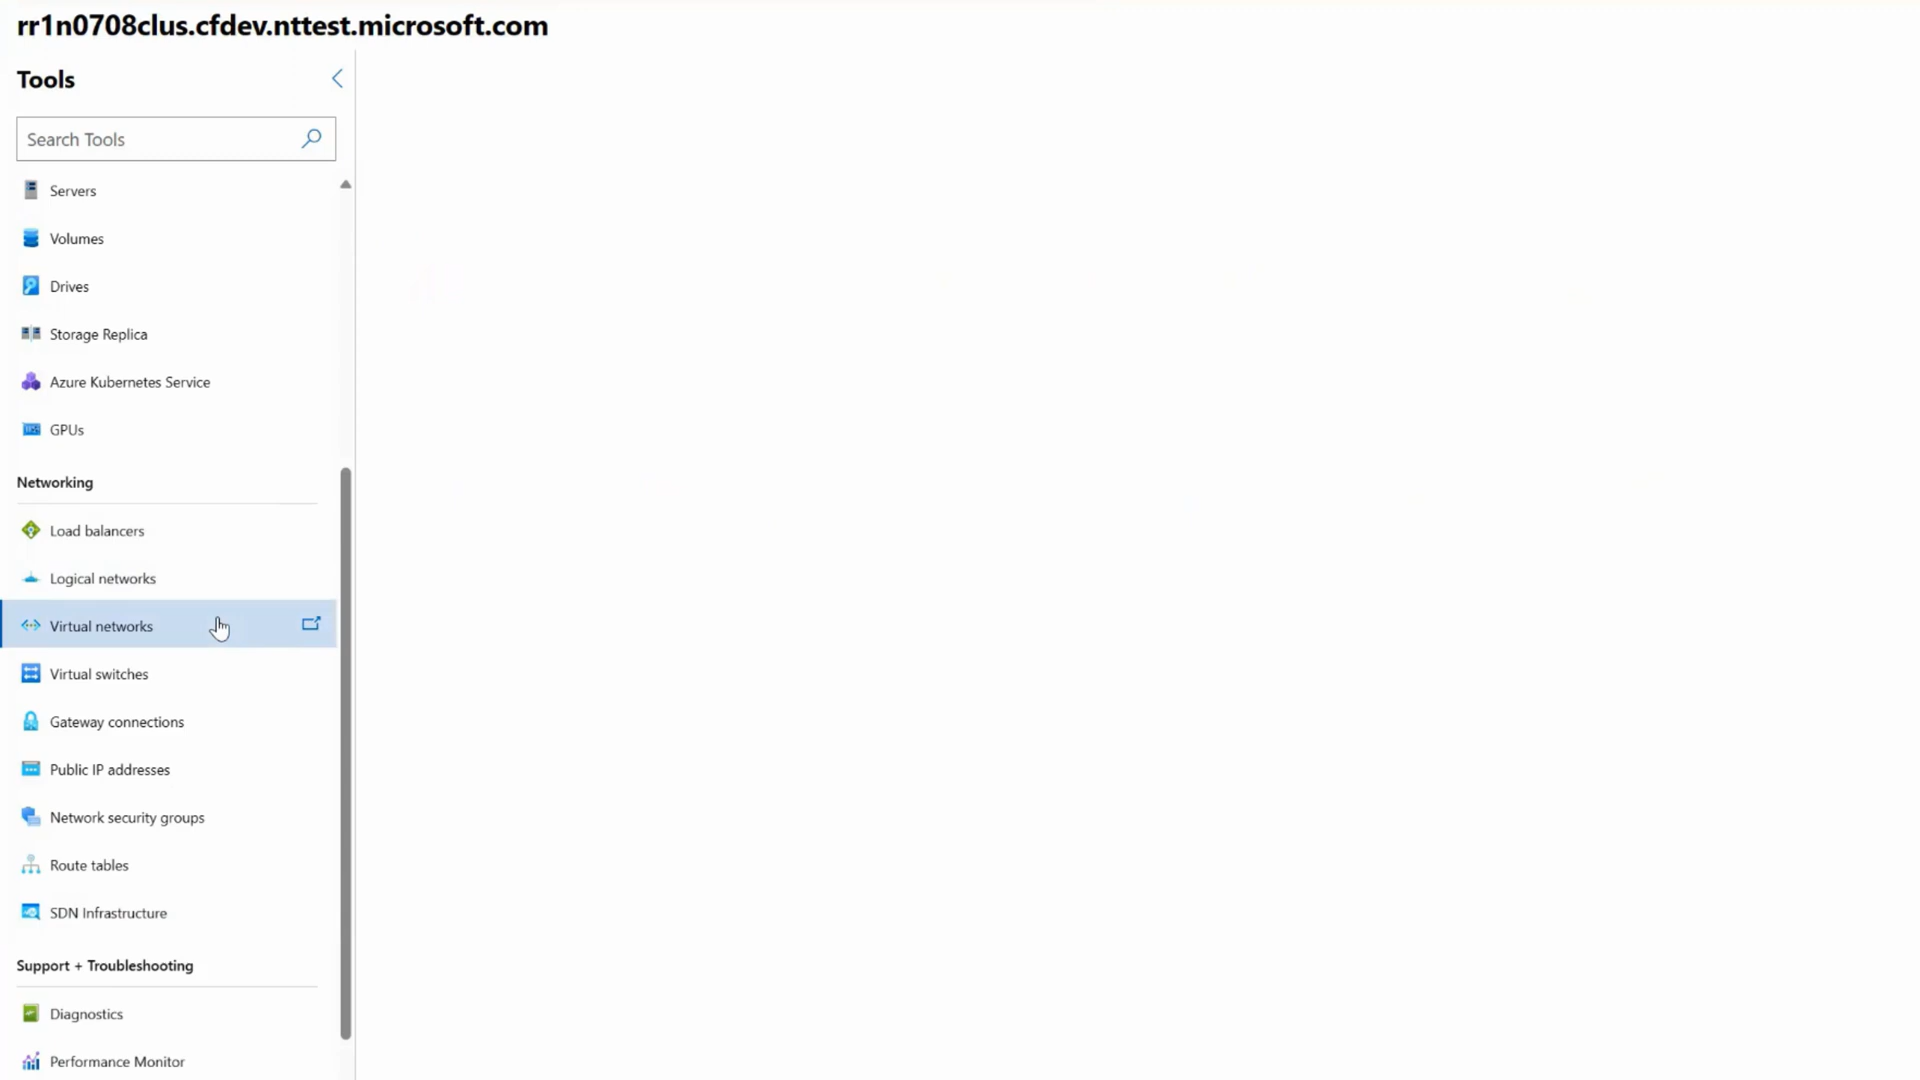 rr1n0708clus.cfdev.nttest.microsoft.com
Tools
Search Tools
Servers
Volumes
Drives
Storage Replica
Azure Kubernetes Service
GPUs
Networking
Load balancers
Logical networks
Virtual networks
Virtual switches
Gateway connections
Public IP addresses
Network security groups
Route tables
SDN Infrastructure
Support + Troubleshooting
Diagnostics
Performance Monitor